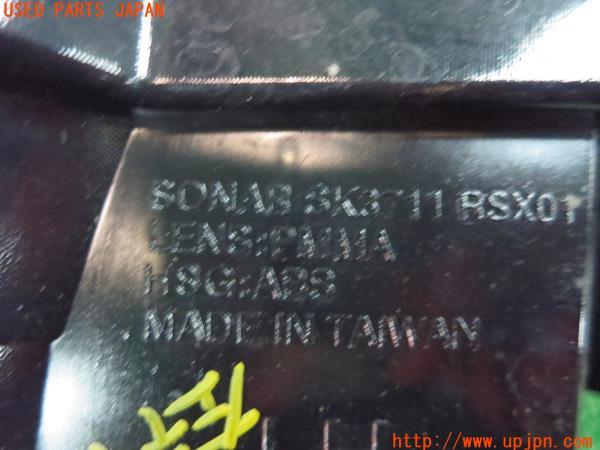 USED PARTS JAPAN
SONAR SK3711 RSX01
LENS:PMMA
HSG:ABS
MADE IN TAIWAN
http://www.upjpn.com/